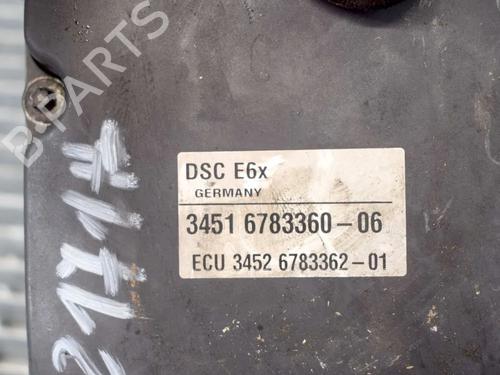 B-PARTS
DSC E6x
GERMANY
3451 6783360-06
ECU 3452 6783362-01